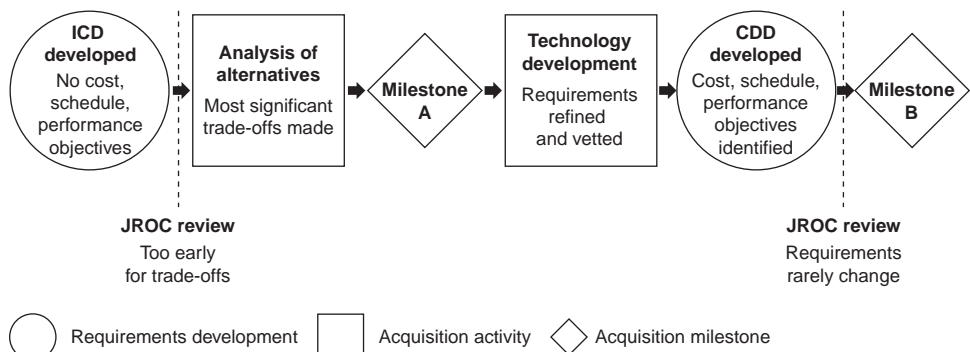 ICD
developed
No cost,
schedule,
performance
objectives
Analysis of
alternatives
Most significant
trade-offs made
Milestone
A
Technology
development
Requirements
refined
and vetted
CDD
developed
Cost, schedule,
performance
objectives
identified
Milestone
B
JROC review
Too early
for trade-offs
JROC review
Requirements
rarely change
Requirements development
Acquisition activity
Acquisition milestone